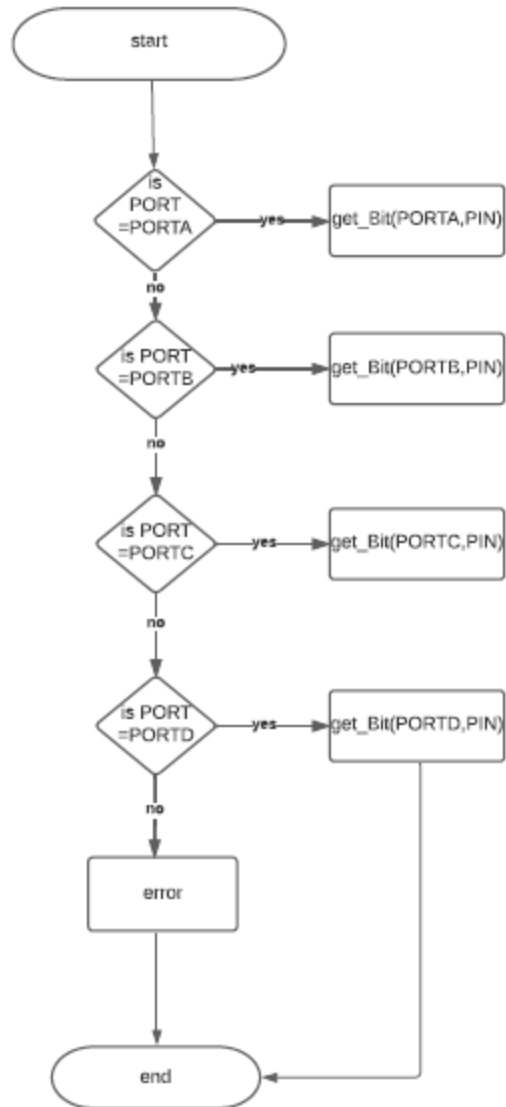 start
is
PORT
=PORTA
yes
get_Bit(PORTA,PIN)
no
is PORT
=PORTB
yes
get_Bit(PORTB,PIN)
no
is PORT
=PORTC
yes
get_Bit(PORTC,PIN)
no
is PORT
=PORTD
yes
get_Bit(PORTD,PIN)
no
error
end